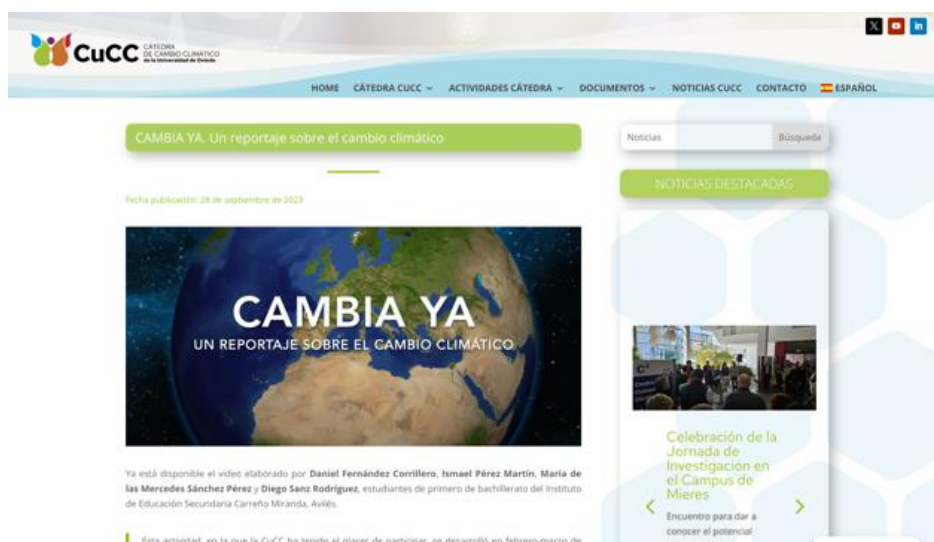 CuCC
CÁTEDRA
DE CAMBIO CLIMÁTICO
de la Universidad de Oviedo
HOME CÁTEDRA CUCC ACTIVIDADES CÁTEDRA DOCUMENTOS NOTICIAS CUCC CONTACTO ESPAÑOL
CAMBIA YA. Un reportaje sobre el cambio climático
Fecha publicación: 28 de septiembre de 2023
CAMBIA YA
UN REPORTAJE SOBRE EL CAMBIO CLIMÁTICO
Ya está disponible el video elaborado por Daniel Fernández Corrillero, Ismael Pérez Martín, María de
las Mercedes Sánchez Pérez y Diego Sanz Rodríguez, estudiantes de primero de bachillerato del Instituto
de Educación Secundaria Carreño Miranda, Avilés.
Esta actividad, en la que la CuCC ha tenido el placer de participar, se desarrolló en febrero-marzo de
Noticias Búsqueda
NOTICIAS DESTACADAS
Celebración de la
Jornada de
Investigación en
el Campus de
Mieres
Encuentro para dar a
conocer el potencial